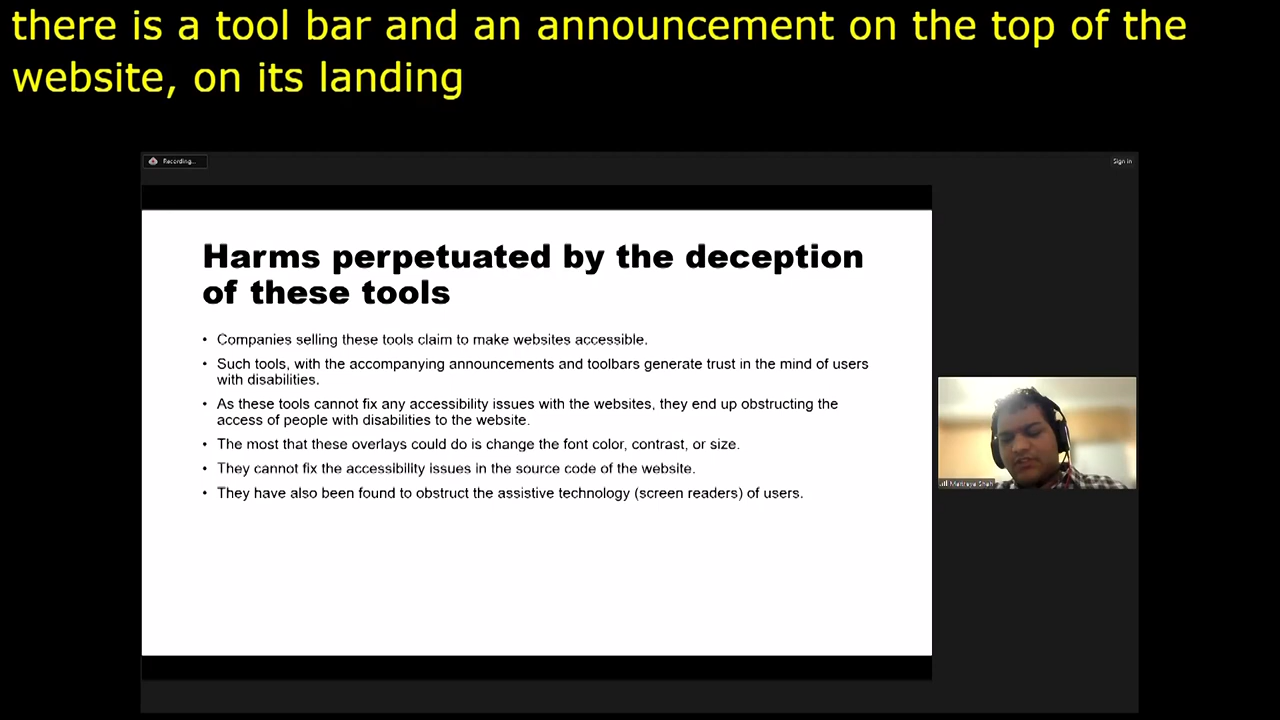 there is a tool bar and an announcement on the top of the
website, on its landing
Recording...
Sign in
Harms perpetuated by the deception
of these tools
• Companies selling these tools claim to make websites accessible.
• Such tools, with the accompanying announcements and toolbars generate trust in the mind of users
with disabilities.
• As these tools cannot fix any accessibility issues with the websites, they end up obstructing the
access of people with disabilities to the website.
• The most that these overlays could do is change the font color, contrast, or size.
• They cannot fix the accessibility issues in the source code of the website.
• They have also been found to obstruct the assistive technology (screen readers) of users.
Shah